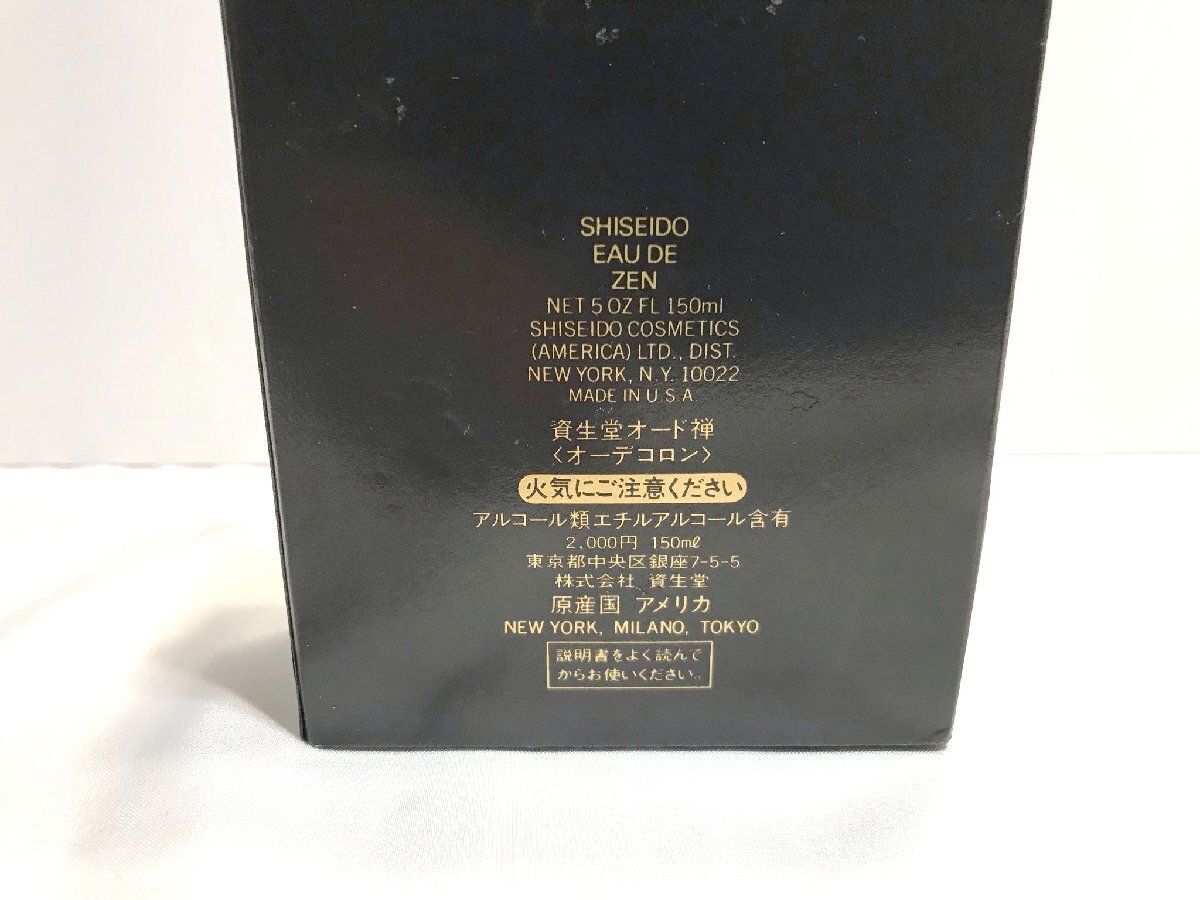 SHISEIDO
EAU DE
ZEN
NET 5 OZ FL 150ml
SHISEIDO COSMETICS
(AMERICA) LTD., DIST.
NEW YORK, N.Y. 10022
MADE IN U.S.A.
資生堂オード禅
〈オーデコロン〉
火気にご注意ください
アルコール類エチルアルコール含有
2,000円 150mℓ
東京都中央区銀座7-5-5
株式会社 資生堂
原産国 アメリカ
NEW YORK, MILANO, TOKYO
説明書をよく読んで
からお使いください。